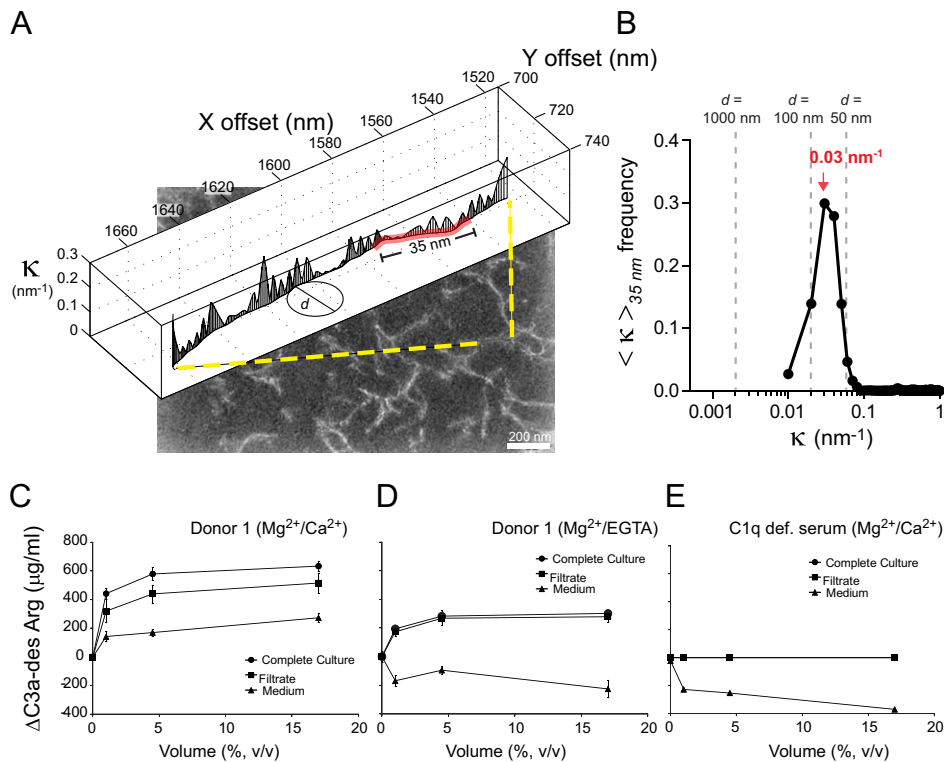 A
Y offset (nm)
X offset (nm)
1520
1540
1560
1580
1600
1620
1640
1660
700
720
740
κ
(nm-1)
0.3
0.2
0.1
0
35 nm
d
200 nm
B
d =
1000 nm
d =
100 nm
d =
50 nm
0.03 nm-1
< κ >35 nm frequency
0.4
0.3
0.2
0.1
0.0
0.001
0.01
0.1
1
κ (nm-1)
C
Donor 1 (Mg2+/Ca2+)
ΔC3a-des Arg (μg/ml)
800
600
400
200
0
-200
-400
Complete Culture
Filtrate
Medium
0
5
10
15
20
Volume (%, v/v)
D
Donor 1 (Mg2+/EGTA)
Complete Culture
Filtrate
Medium
0
5
10
15
20
Volume (%, v/v)
E
C1q def. serum (Mg2+/Ca2+)
Complete Culture
Filtrate
Medium
0
5
10
15
20
Volume (%, v/v)